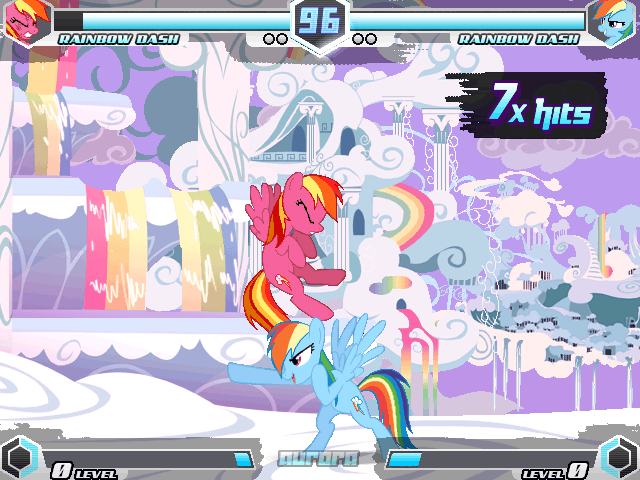 96
RAINBOW DASH
RAINBOW DASH
7x hits
0 LEVEL
aurora
LEVEL 0